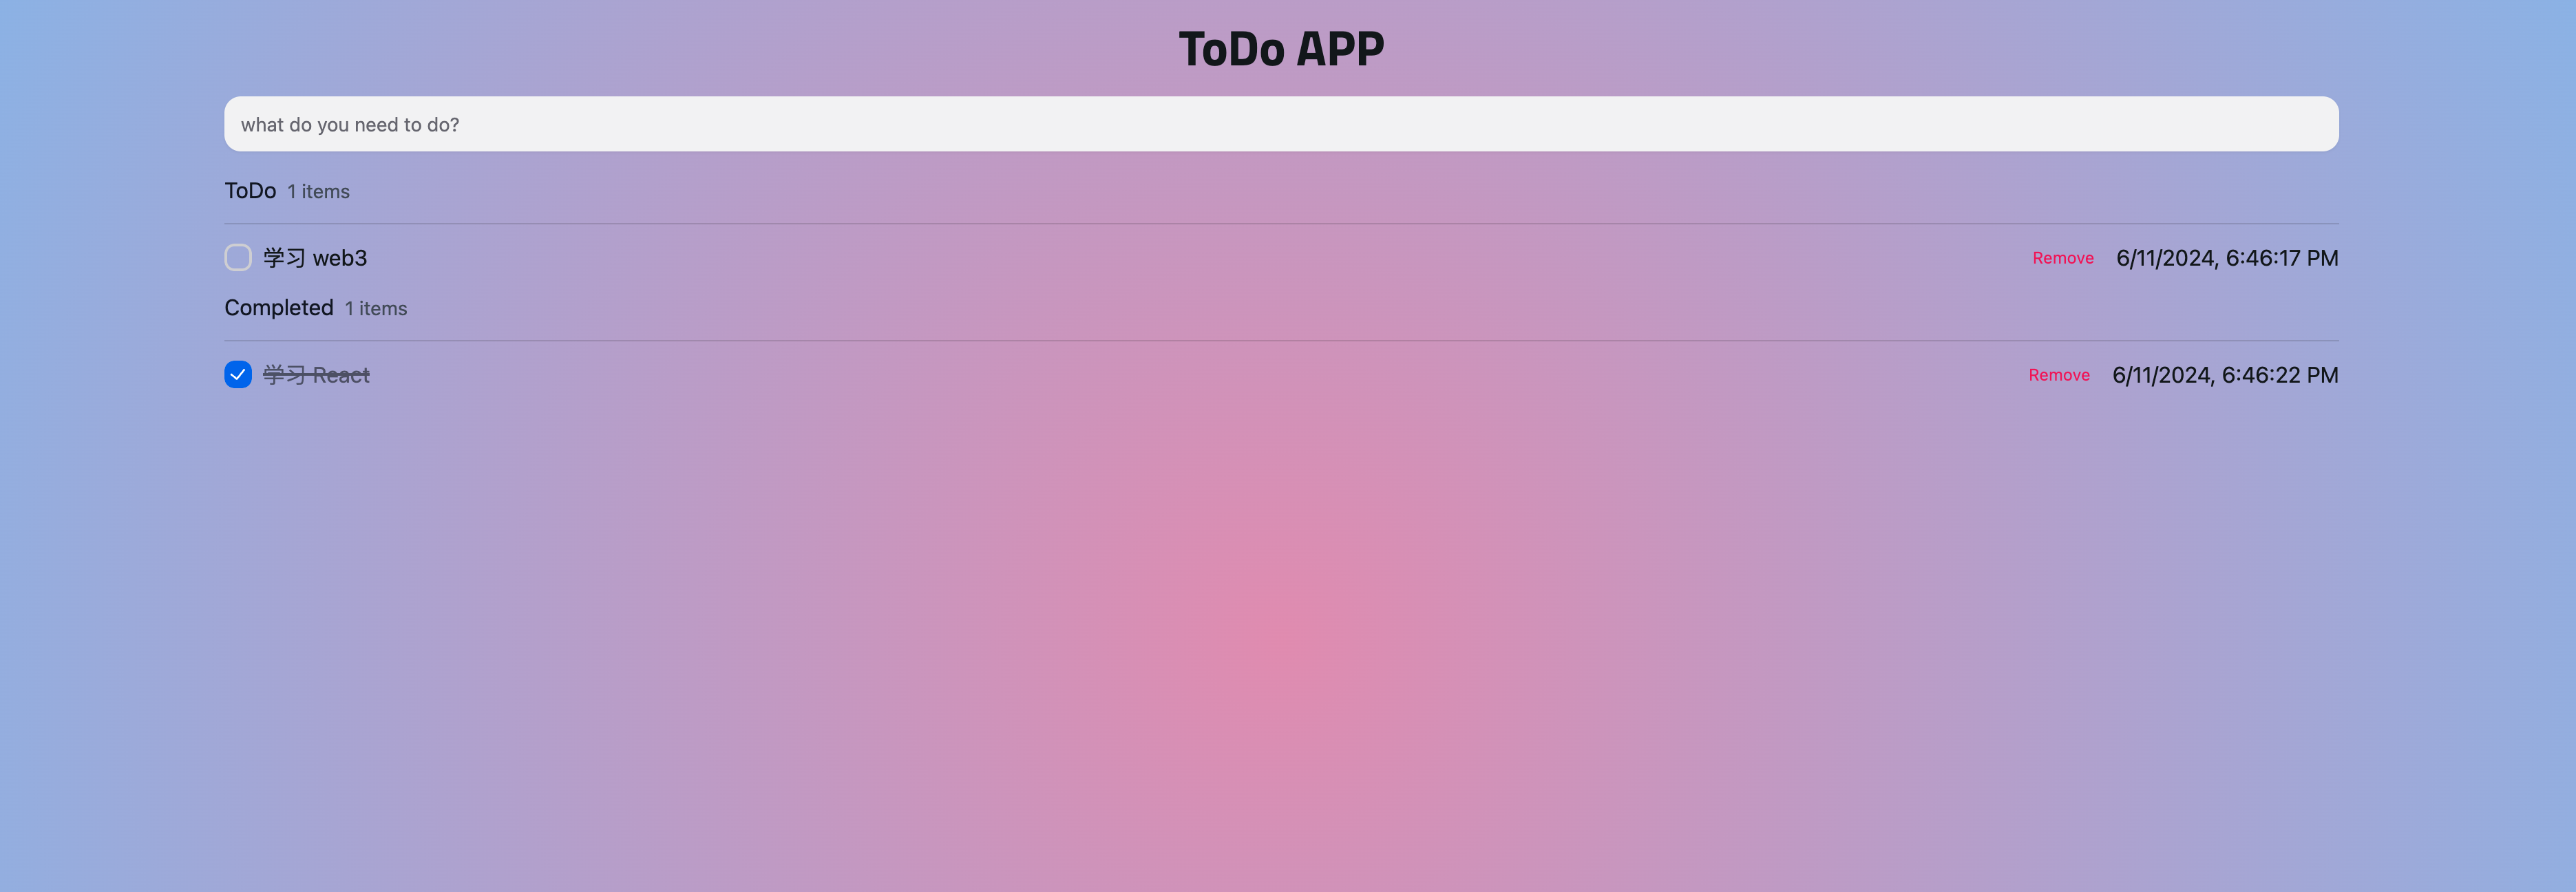 ToDo APP
what do you need to do?
ToDo 1 items
学习 web3 Remove 6/11/2024, 6:46:17 PM
Completed 1 items
学习 React Remove 6/11/2024, 6:46:22 PM